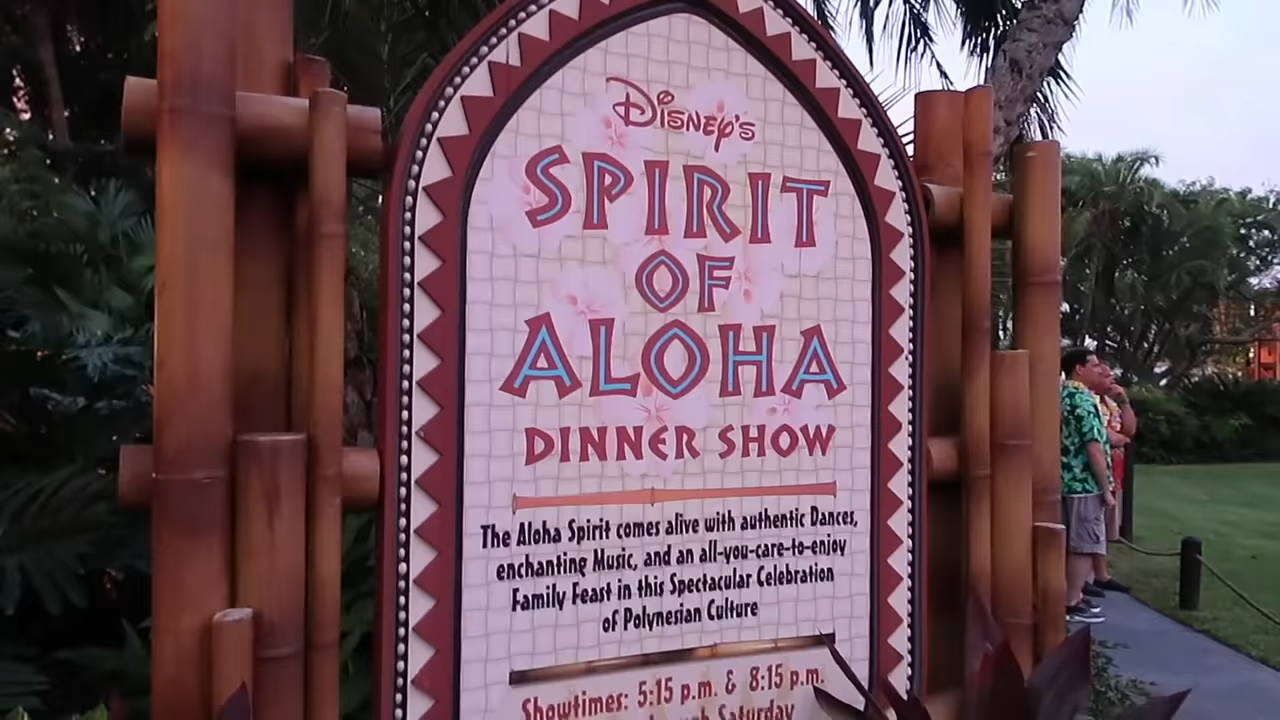 Disney's
SPIRIT
OF
ALOHA
DINNER SHOW
The Aloha Spirit comes alive with authentic Dances,
enchanting Music, and an all-you-care-to-enjoy
Family Feast in this Spectacular Celebration
of Polynesian Culture
Showtimes: 5:15 p.m. & 8:15 p.m.
Saturday